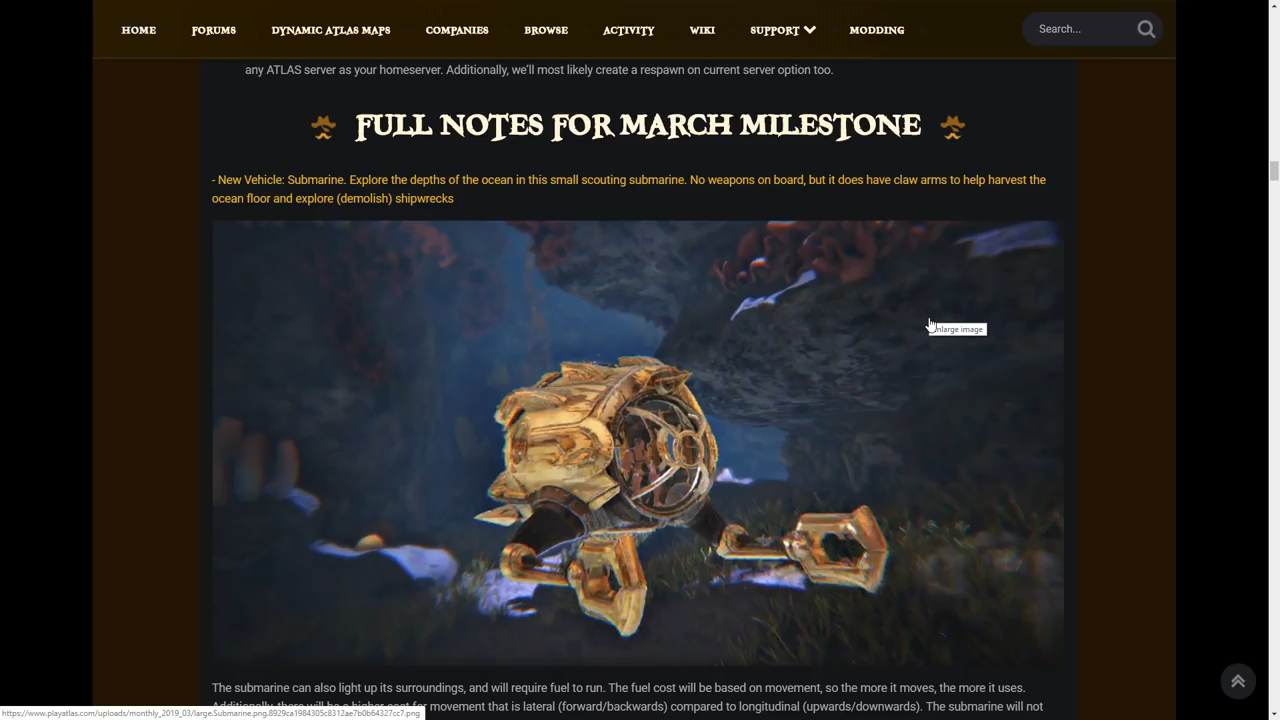 HOME FORUMS DYNAMIC ATLAS MAPS COMPANIES BROWSE ACTIVITY WIKI SUPPORT MODDING Search...
any ATLAS server as your homeserver. Additionally, we'll most likely create a respawn on current server option too.
FULL NOTES FOR MARCH MILESTONE
- New Vehicle: Submarine. Explore the depths of the ocean in this small scouting submarine. No weapons on board, but it does have claw arms to help harvest the
ocean floor and explore (demolish) shipwrecks
nlarge image
The submarine can also light up its surroundings, and will require fuel to run. The fuel cost will be based on movement, so the more it moves, the more it uses.
movement that is lateral (forward/backwards) compared to longitudinal (upwards/downwards). The submarine will not
https://www.playatlas.com/uploads/monthly_2019_03/large.Submarine.png.8929ca1984305c8312ae7b0b64327cc7.png